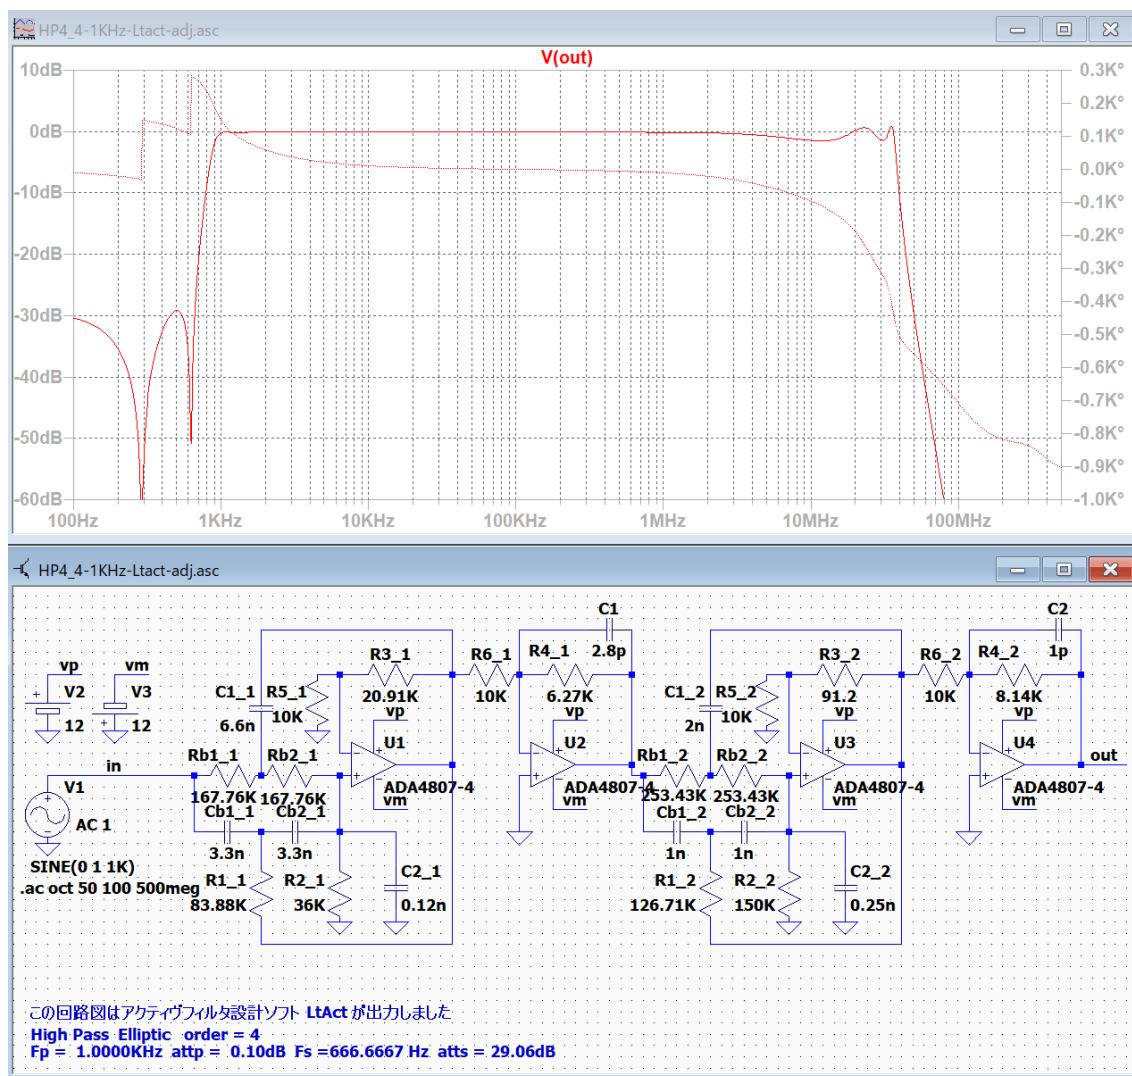 HP4_4-1KHz-Ltact-adj.asc
V(out)
10dB
0dB
-10dB
-20dB
-30dB
-40dB
-50dB
-60dB
0.3K°
0.2K°
0.1K°
0.0K°
-0.1K°
-0.2K°
-0.3K°
-0.4K°
-0.5K°
-0.6K°
-0.7K°
-0.8K°
-0.9K°
-1.0K°
100Hz 1KHz 10KHz 100KHz 1MHz 10MHz 100MHz
HP4_4-1KHz-Ltact-adj.asc
C1 C2
2.8p 1p
R3_1 R6_1 R4_1 R3_2 R6_2 R4_2
20.91K 10K 6.27K 91.2 10K 8.14K
vp vm
V2 V3
12 12
C1_1 R5_1 C1_2 R5_2
10K 10K
6.6n 2n
vp vp vp vp
U1 U2 U3 U4
in
Rb1_1 Rb2_1 Rb1_2 Rb2_2
out
167.76K 167.76K 253.43K 253.43K
ADA4807-4 ADA4807-4 ADA4807-4 ADA4807-4
vm vm vm vm
V1
AC 1
Cb1_1 Cb2_1 Cb1_2 Cb2_2
3.3n 3.3n 1n 1n
SINE(0 1 1K)
.ac oct 50 100 500meg
R1_1 R2_1 C2_1 R1_2 R2_2 C2_2
83.88K 36K 0.12n 126.71K 150K 0.25n
この回路図はアクティヴフィルタ設計ソフト LtAct が出力しました
High Pass Elliptic order = 4
Fp = 1.0000KHz attp = 0.10dB Fs =666.6667 Hz atts = 29.06dB